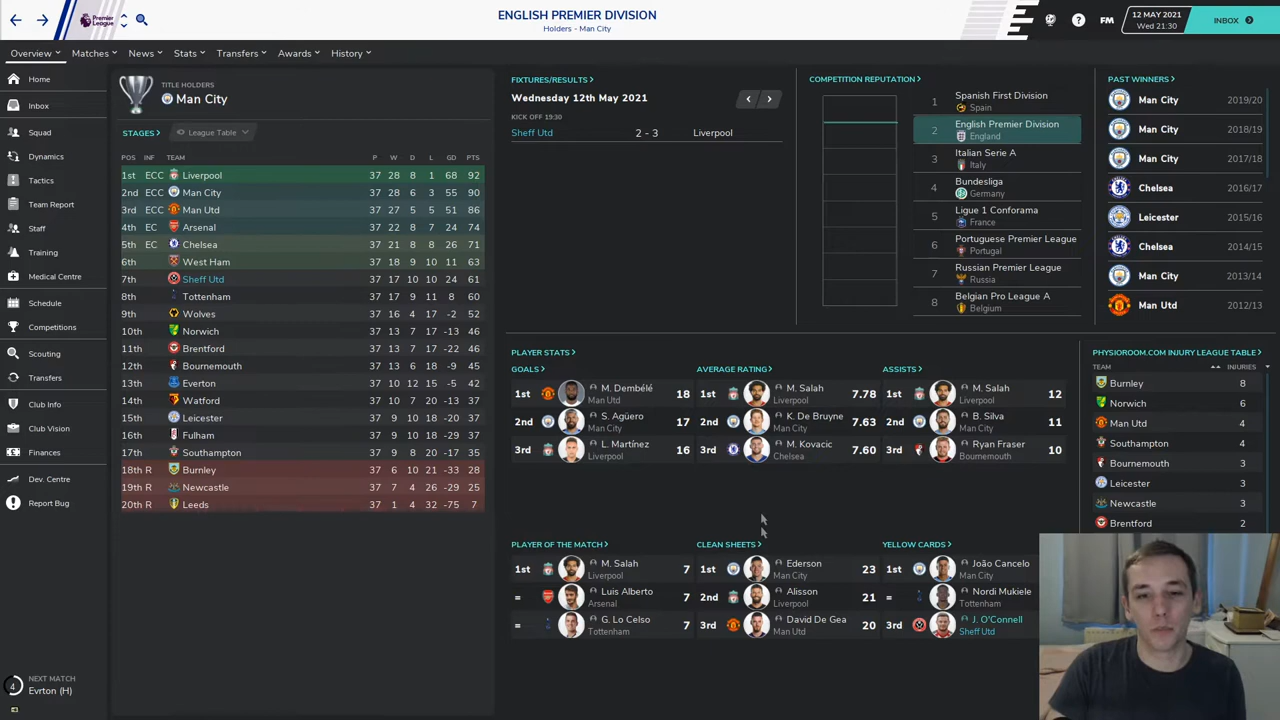 Premier League
ENGLISH PREMIER DIVISION
Holders - Man City
FM
12 MAY 2021
Wed 21:30
INBOX
Overview Matches News Stats Transfers Awards History
Home
Inbox
Squad
Dynamics
Tactics
Team Report
Staff
Training
Medical Centre
Schedule
Competitions
Scouting
Transfers
Club Info
Club Vision
Finances
Dev. Centre
Report Bug
4 NEXT MATCH
Evrton (H)
TITLE HOLDERS
Man City
STAGES League Table
POS INF TEAM P W D L GD PTS
1st ECC Liverpool 37 28 8 1 68 92
2nd ECC Man City 37 28 6 3 55 90
3rd ECC Man Utd 37 27 5 5 51 86
4th EC Arsenal 37 22 8 7 24 74
5th EC Chelsea 37 21 8 8 26 71
6th West Ham 37 18 9 10 11 63
7th Sheff Utd 37 17 10 10 24 61
8th Tottenham 37 17 9 11 8 60
9th Wolves 37 16 4 17 -2 52
10th Norwich 37 13 7 17 -13 46
11th Brentford 37 13 7 17 -22 46
12th Bournemouth 37 13 6 18 -9 45
13th Everton 37 10 12 15 -5 42
14th Watford 37 9 10 18 -20 37
15th Leicester 37 9 10 18 -20 37
16th Fulham 37 9 10 18 -29 37
17th Southampton 37 9 8 20 -17 35
18th R Burnley 37 6 10 21 -33 28
19th R Newcastle 37 7 4 26 -29 25
20th R Leeds 37 1 4 32 -75 7
FIXTURES/RESULTS
Wednesday 12th May 2021
KICK OFF 19:30
Sheff Utd 2 - 3 Liverpool
COMPETITION REPUTATION
1 Spanish First Division
Spain
2 English Premier Division
England
3 Italian Serie A
Italy
4 Bundesliga
Germany
5 Ligue 1 Conforama
France
6 Portuguese Premier League
Portugal
7 Russian Premier League
Russia
8 Belgian Pro League A
Belgium
PAST WINNERS
Man City 2019/20
Man City 2018/19
Man City 2017/18
Chelsea 2016/17
Leicester 2015/16
Chelsea 2014/15
Man City 2013/14
Man Utd 2012/13
PLAYER STATS
GOALS
1st M. Dembélé 18
Man Utd
2nd S. Agüero 17
Man City
3rd L. Martínez 16
Liverpool
AVERAGE RATING
1st M. Salah 7.78
Liverpool
2nd K. De Bruyne 7.63
Man City
3rd M. Kovacic 7.60
Chelsea
ASSISTS
1st M. Salah 12
Liverpool
2nd B. Silva 11
Man City
3rd Ryan Fraser 10
Bournemouth
PLAYER OF THE MATCH
1st M. Salah 7
Liverpool
= Luis Alberto 7
Arsenal
= G. Lo Celso 7
Tottenham
CLEAN SHEETS
1st Ederson 23
Man City
2nd Alisson 21
Liverpool
3rd David De Gea 20
Man Utd
YELLOW CARDS
1st João Cancelo
Man City
= Nordi Mukiele
Tottenham
3rd J. O'Connell
Sheff Utd
PHYSIOROOM.COM INJURY LEAGUE TABLE
TEAM INJURIES
Burnley 8
Norwich 6
Man Utd 4
Southampton 4
Bournemouth 3
Leicester 3
Newcastle 3
Brentford 2